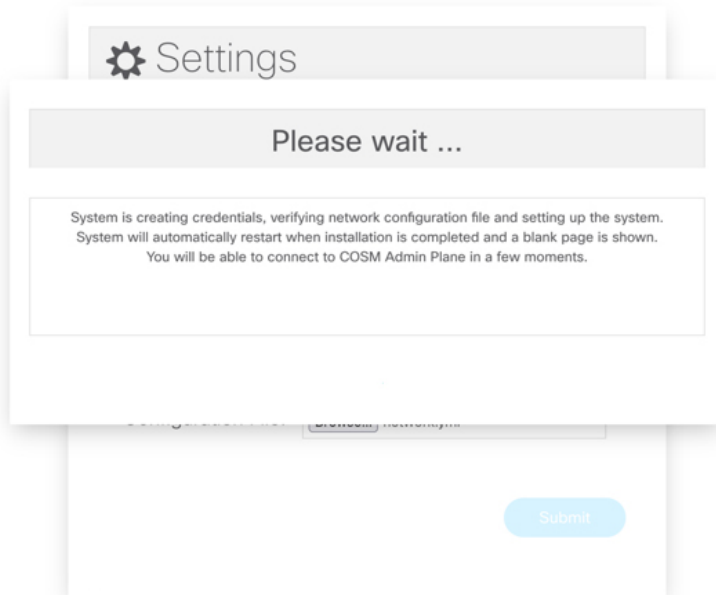 Settings
Please wait ...
System is creating credentials, verifying network configuration file and setting up the system.
System will automatically restart when installation is completed and a blank page is shown.
You will be able to connect to COSM Admin Plane in a few moments.
Submit